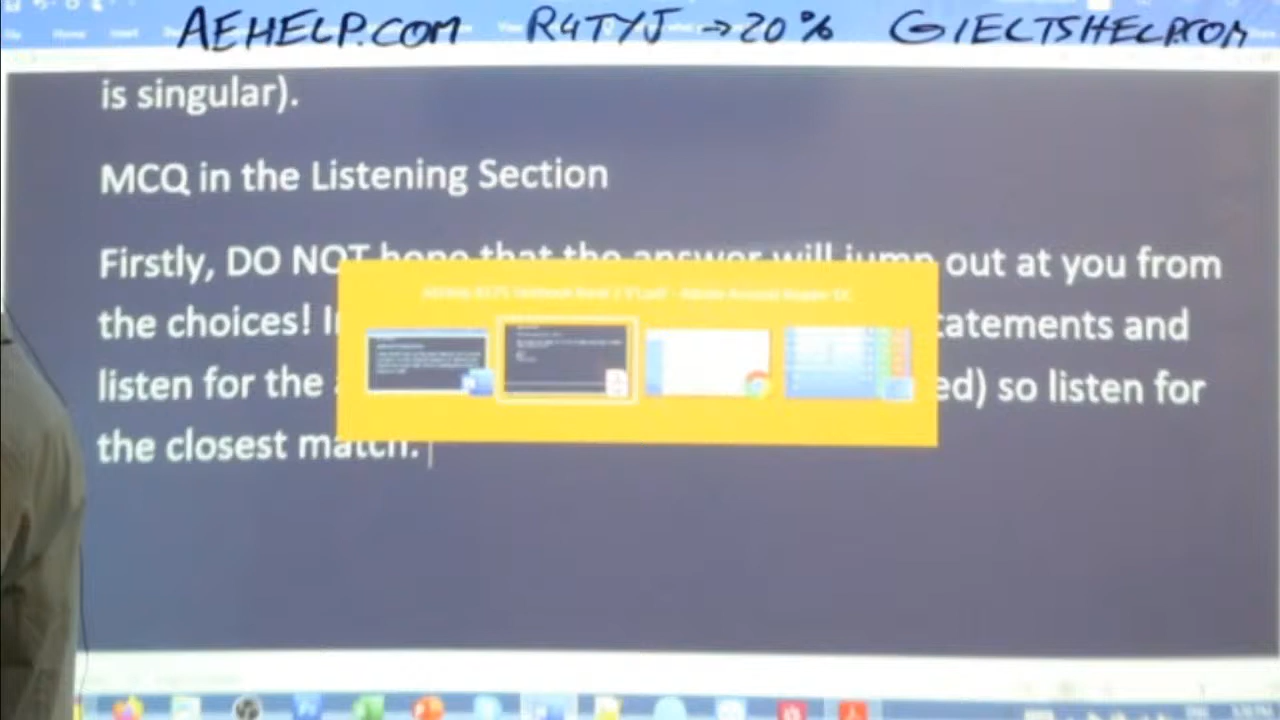 AEHELP.COM R4TYJ → 20% GIELTSHELP.COM
Home
is singular).
MCQ in the Listening Section
Firstly, DO NOT hope that the answer will jump out at you from
the choices! tatements and
listen for the ed) so listen for
the closest match.